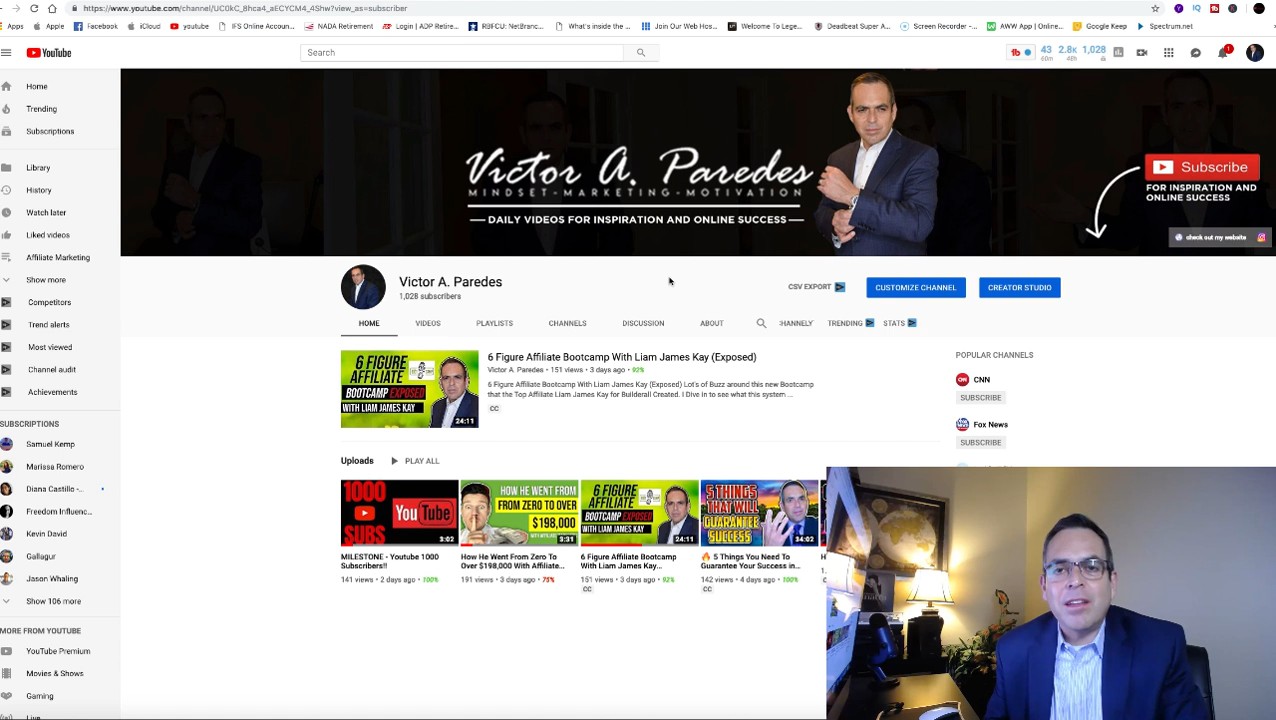 https://www.youtube.com/channel/UC0kC_8hca4_aECYCM4_4Shw?view_as=subscriber
Apps Apple iCloud Facebook youtube IFS Online Account... NADA Retirement Login | ADP Retire... RBFCU: NetBranc... What's inside the ... Join Our Web Hos... Welcome To Lege... Deadbeat Super A... Screen Recorder -... AWW App | Online... Google Keep Spectrum.net
YouTube
Search
tb
43 2.8K 1,028
60m 48h
1
Home
Trending
Subscriptions
Library
History
Watch later
Liked videos
Affiliate Marketing
Show more
Competitors
Trend alerts
Most viewed
Channel audit
Achievements
SUBSCRIPTIONS
Samuel Kemp
Marissa Romero
Diana Castillo -...
Freedom Influenc...
Kevin David
Gallagur
Jason Whaling
Show 106 more
MORE FROM YOUTUBE
YouTube Premium
Movies & Shows
Gaming
Live
Victor A. Paredes
MINDSET-MARKETING-MOTIVATION
DAILY VIDEOS FOR INSPIRATION AND ONLINE SUCCESS
Subscribe
FOR INSPIRATION AND
ONLINE SUCCESS
check out my website
Victor A. Paredes
1,028 subscribers
CSV EXPORT
CUSTOMIZE CHANNEL
CREATOR STUDIO
HOME VIDEOS PLAYLISTS CHANNELS DISCUSSION ABOUT HANNELY TRENDING STATS
6 FIGURE
AFFILIATE
BOOTCAMP EXPOSED
WITH LIAM JAMES KAY
24:11
6 Figure Affiliate Bootcamp With Liam James Kay (Exposed)
Victor A. Paredes • 151 views • 3 days ago • 92%
6 Figure Affiliate Bootcamp With Liam James Kay (Exposed) Lot's of Buzz around this new Bootcamp
that the Top Affiliate Liam James Kay for Builderall Created. I Dive in to see what this system ...
CC
POPULAR CHANNELS
CNN
SUBSCRIBE
Fox News
SUBSCRIBE
Uploads PLAY ALL
1000
YouTube
SUBS
3:02
MILESTONE - Youtube 1000
Subscribers!!
141 views • 2 days ago • 100%
HOW HE WENT
FROM ZERO TO
OVER
$198,000
3:31
How He Went From Zero To
Over $198,000 With Affiliate...
191 views • 3 days ago • 75%
6 FIGURE
AFFILIATE
BOOTCAMP EXPOSED
WITH LIAM JAMES KAY
24:11
6 Figure Affiliate Bootcamp
With Liam James Kay...
151 views • 3 days ago • 92%
CC
5 THINGS
THAT WILL
GUARANTEE
SUCCESS
34:02
🔥 5 Things You Need To
Guarantee Your Success in...
142 views • 4 days ago • 100%
CC